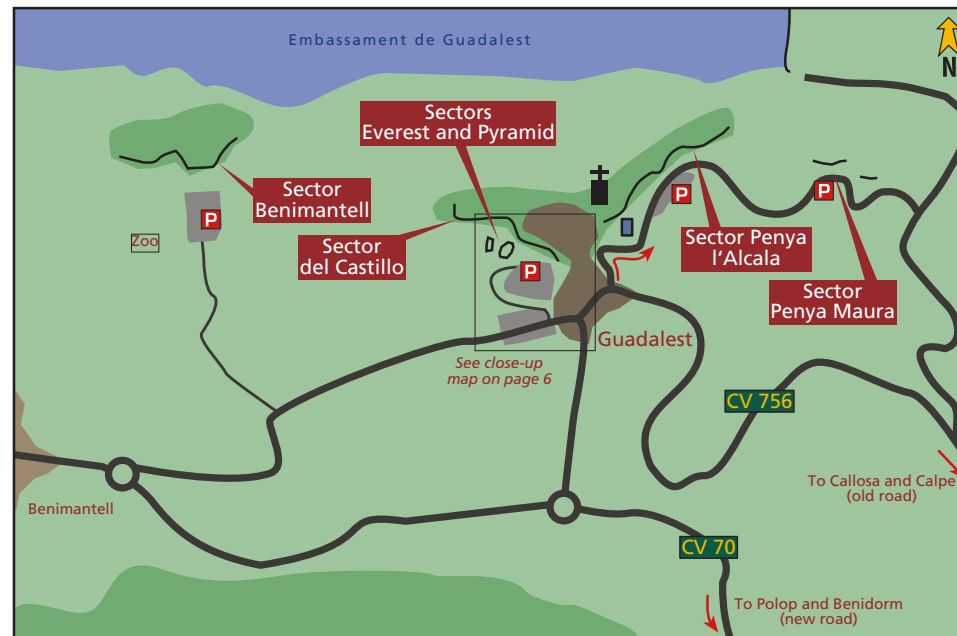 Embassament de Guadalest
N
Sectors
Everest and Pyramid
Sector
Benimantell
P
P
P
Zoo
Sector
del Castillo
Sector Penya
l'Alcala
P
Sector
Penya Maura
Guadalest
See close-up
map on page 6
CV 756
To Callosa and Calpe
(old road)
Benimantell
CV 70
To Polop and Benidorm
(new road)